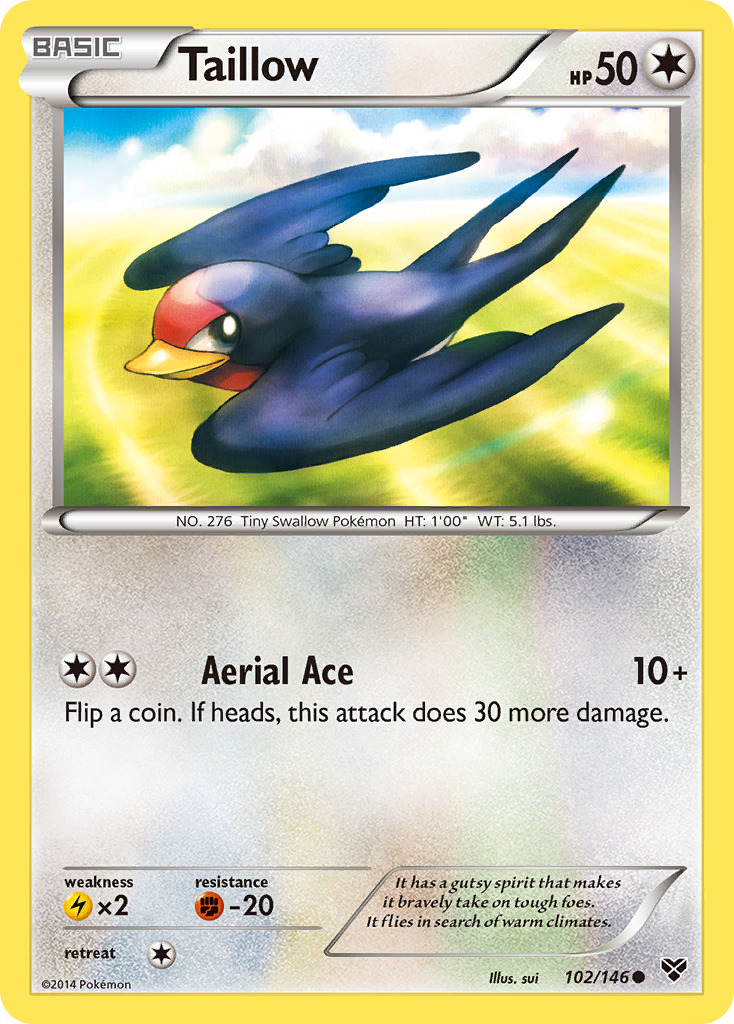 BASIC
Taillow
HP 50
NO. 276 Tiny Swallow Pokémon HT: 1'00" WT: 5.1 lbs.
Aerial Ace 10+
Flip a coin. If heads, this attack does 30 more damage.
weakness
×2
resistance
-20
retreat
It has a gutsy spirit that makes
it bravely take on tough foes.
It flies in search of warm climates.
©2014 Pokémon
Illus. sui
102/146